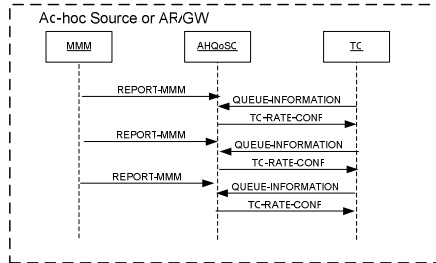 Ad-hoc Source or AR/GW
MMM
AHQoSC
TC
REPORT-MMM
QUEUE-INFORMATION
TC-RATE-CONF
REPORT-MMM
QUEUE-INFORMATION
TC-RATE-CONF
REPORT-MMM
QUEUE-INFORMATION
TC-RATE-CONF